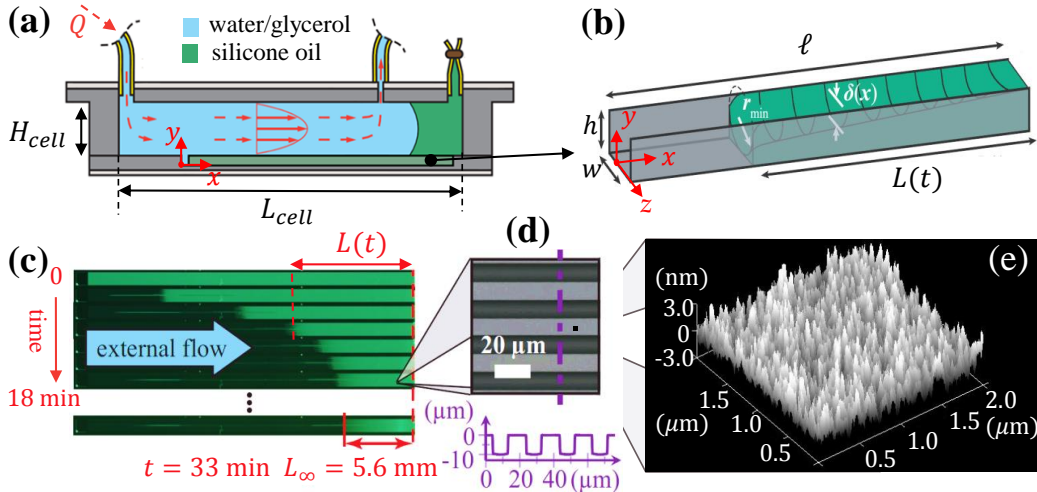 (a)
Q
water/glycerol
silicone oil
H_cell
y
x
L_cell
(b)
ℓ
δ(x)
r_min
h
y
x
w
z
L(t)
(c)
L(t)
0
time
18 min
external flow
t = 33 min L_∞ = 5.6 mm
(d)
20 μm
(μm)
0
-10
0 20 40 (μm)
(e)
(nm)
3.0
0
-3.0
(μm)
1.5
1.0
0.5
0.5
1.0
1.5
2.0
(μm)